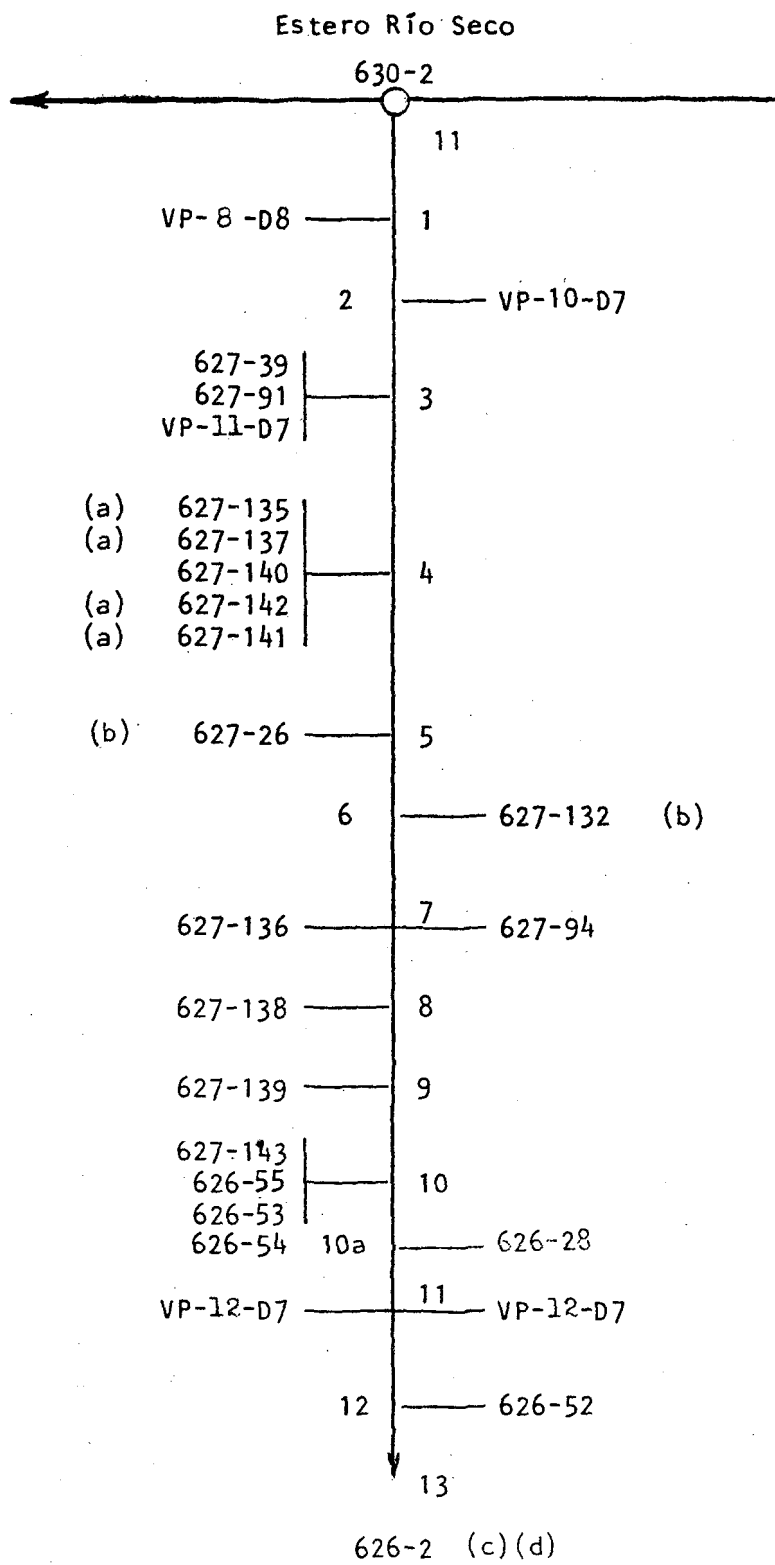 Estero Río Seco
630-2
11
VP-8-D8 1
2 VP-10-D7
627-39
627-91 3
VP-11-D7
(a) 627-135
(a) 627-137
627-140 4
(a) 627-142
(a) 627-141
(b) 627-26 5
6 627-132 (b)
7
627-136 627-94
627-138 8
627-139 9
627-143
626-55 10
626-53
626-54 10a 626-28
11
VP-12-D7 VP-12-D7
12 626-52
13
626-2 (c)(d)